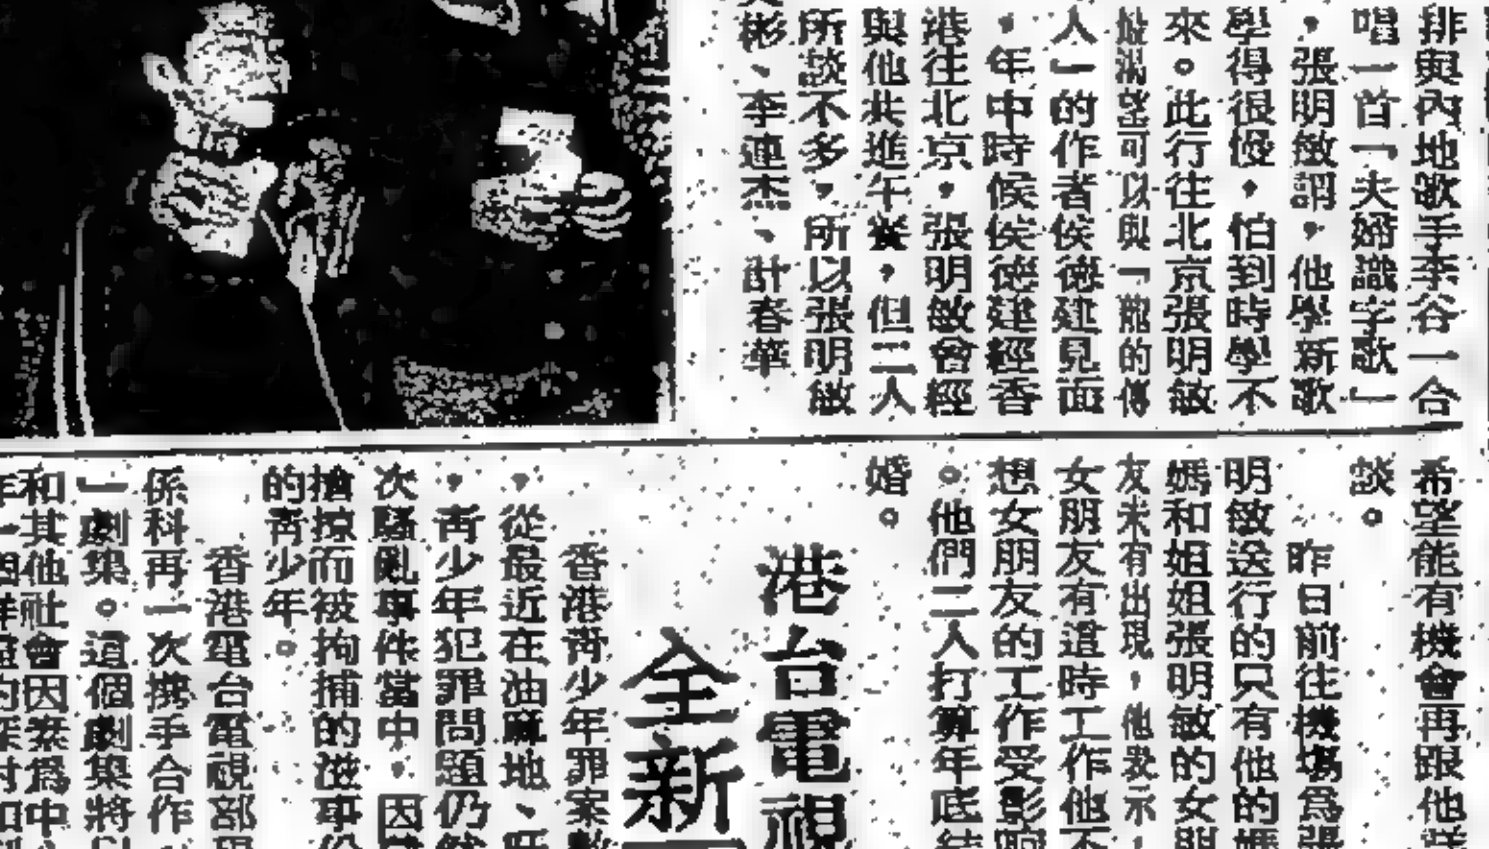 排與內地歌手李谷一合
唱一首「夫婦識字歌」
，張明敏謂，他學新歌
學得很慢，怕到時學不
來。此行往北京張明敏
最渴望可以與「龍的傳
人」的作者侯德建見面
，年中時候侯德建經香
港往北京，張明敏曾經
與他共進午餐，但二人
所談不多，所以張明敏
彬、李連杰、計春華
希望能有機會再跟他詳
談。
昨日前往機場為張
明敏送行的只有他的媽
媽和姐姐張明敏的女朋
友未有出現，他表示，
女朋友有這時工作他不
想女朋友的工作受影響
。他們二人打算年底結
婚。
港台電視
全新
香港青少年罪案數
，從最近在油麻地、旺
，青少年犯罪問題仍然
次騷亂事件當中，因
搶掠而被拘捕的滋事份
的青少年。
香港電台電視部
係科再一次攜手合作，
」劇集。這個劇集將以
和其他社會因素為中